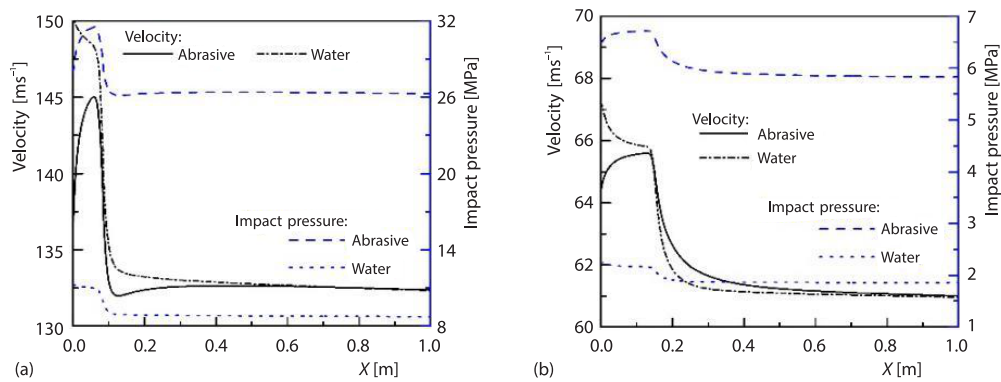 Velocity [ms⁻¹]
150
145
140
135
130
Velocity:
Abrasive
Water
Impact pressure:
Abrasive
Water
32
26
20
14
8
Impact pressure [MPa]
0.0 0.2 0.4 0.6 0.8 1.0
(a) X [m]
Velocity [ms⁻¹]
70
68
66
64
62
60
Velocity:
Abrasive
Water
Impact pressure:
Abrasive
Water
7
6
5
4
3
2
1
Impact pressure [MPa]
0.0 0.2 0.4 0.6 0.8 1.0
(b) X [m]